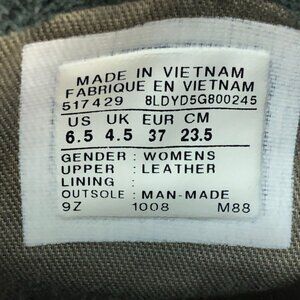 MADE IN VIETNAM
FABRIQUE EN VIETNAM
517429 8LDYD5G800245
US UK EUR CM
6.5 4.5 37 23.5
GENDER : WOMENS
UPPER : LEATHER
LINING :
OUTSOLE : MAN-MADE
9Z 1008 M88